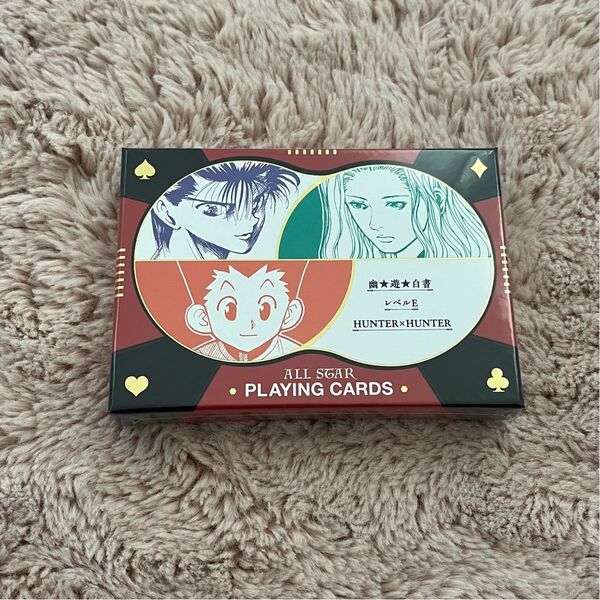 幽★遊★白書
レベルE
HUNTER×HUNTER
ALL STAR
• PLAYING CARDS •